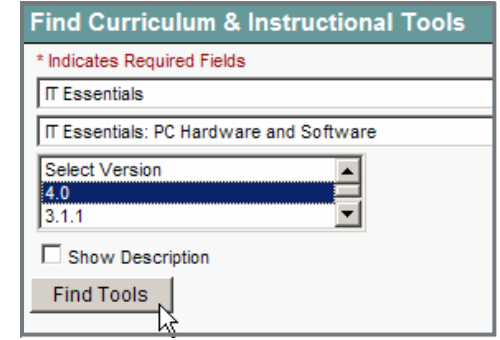 Find Curriculum & Instructional Tools
* Indicates Required Fields
IT Essentials
IT Essentials: PC Hardware and Software
Select Version
4.0
3.1.1
Show Description
Find Tools